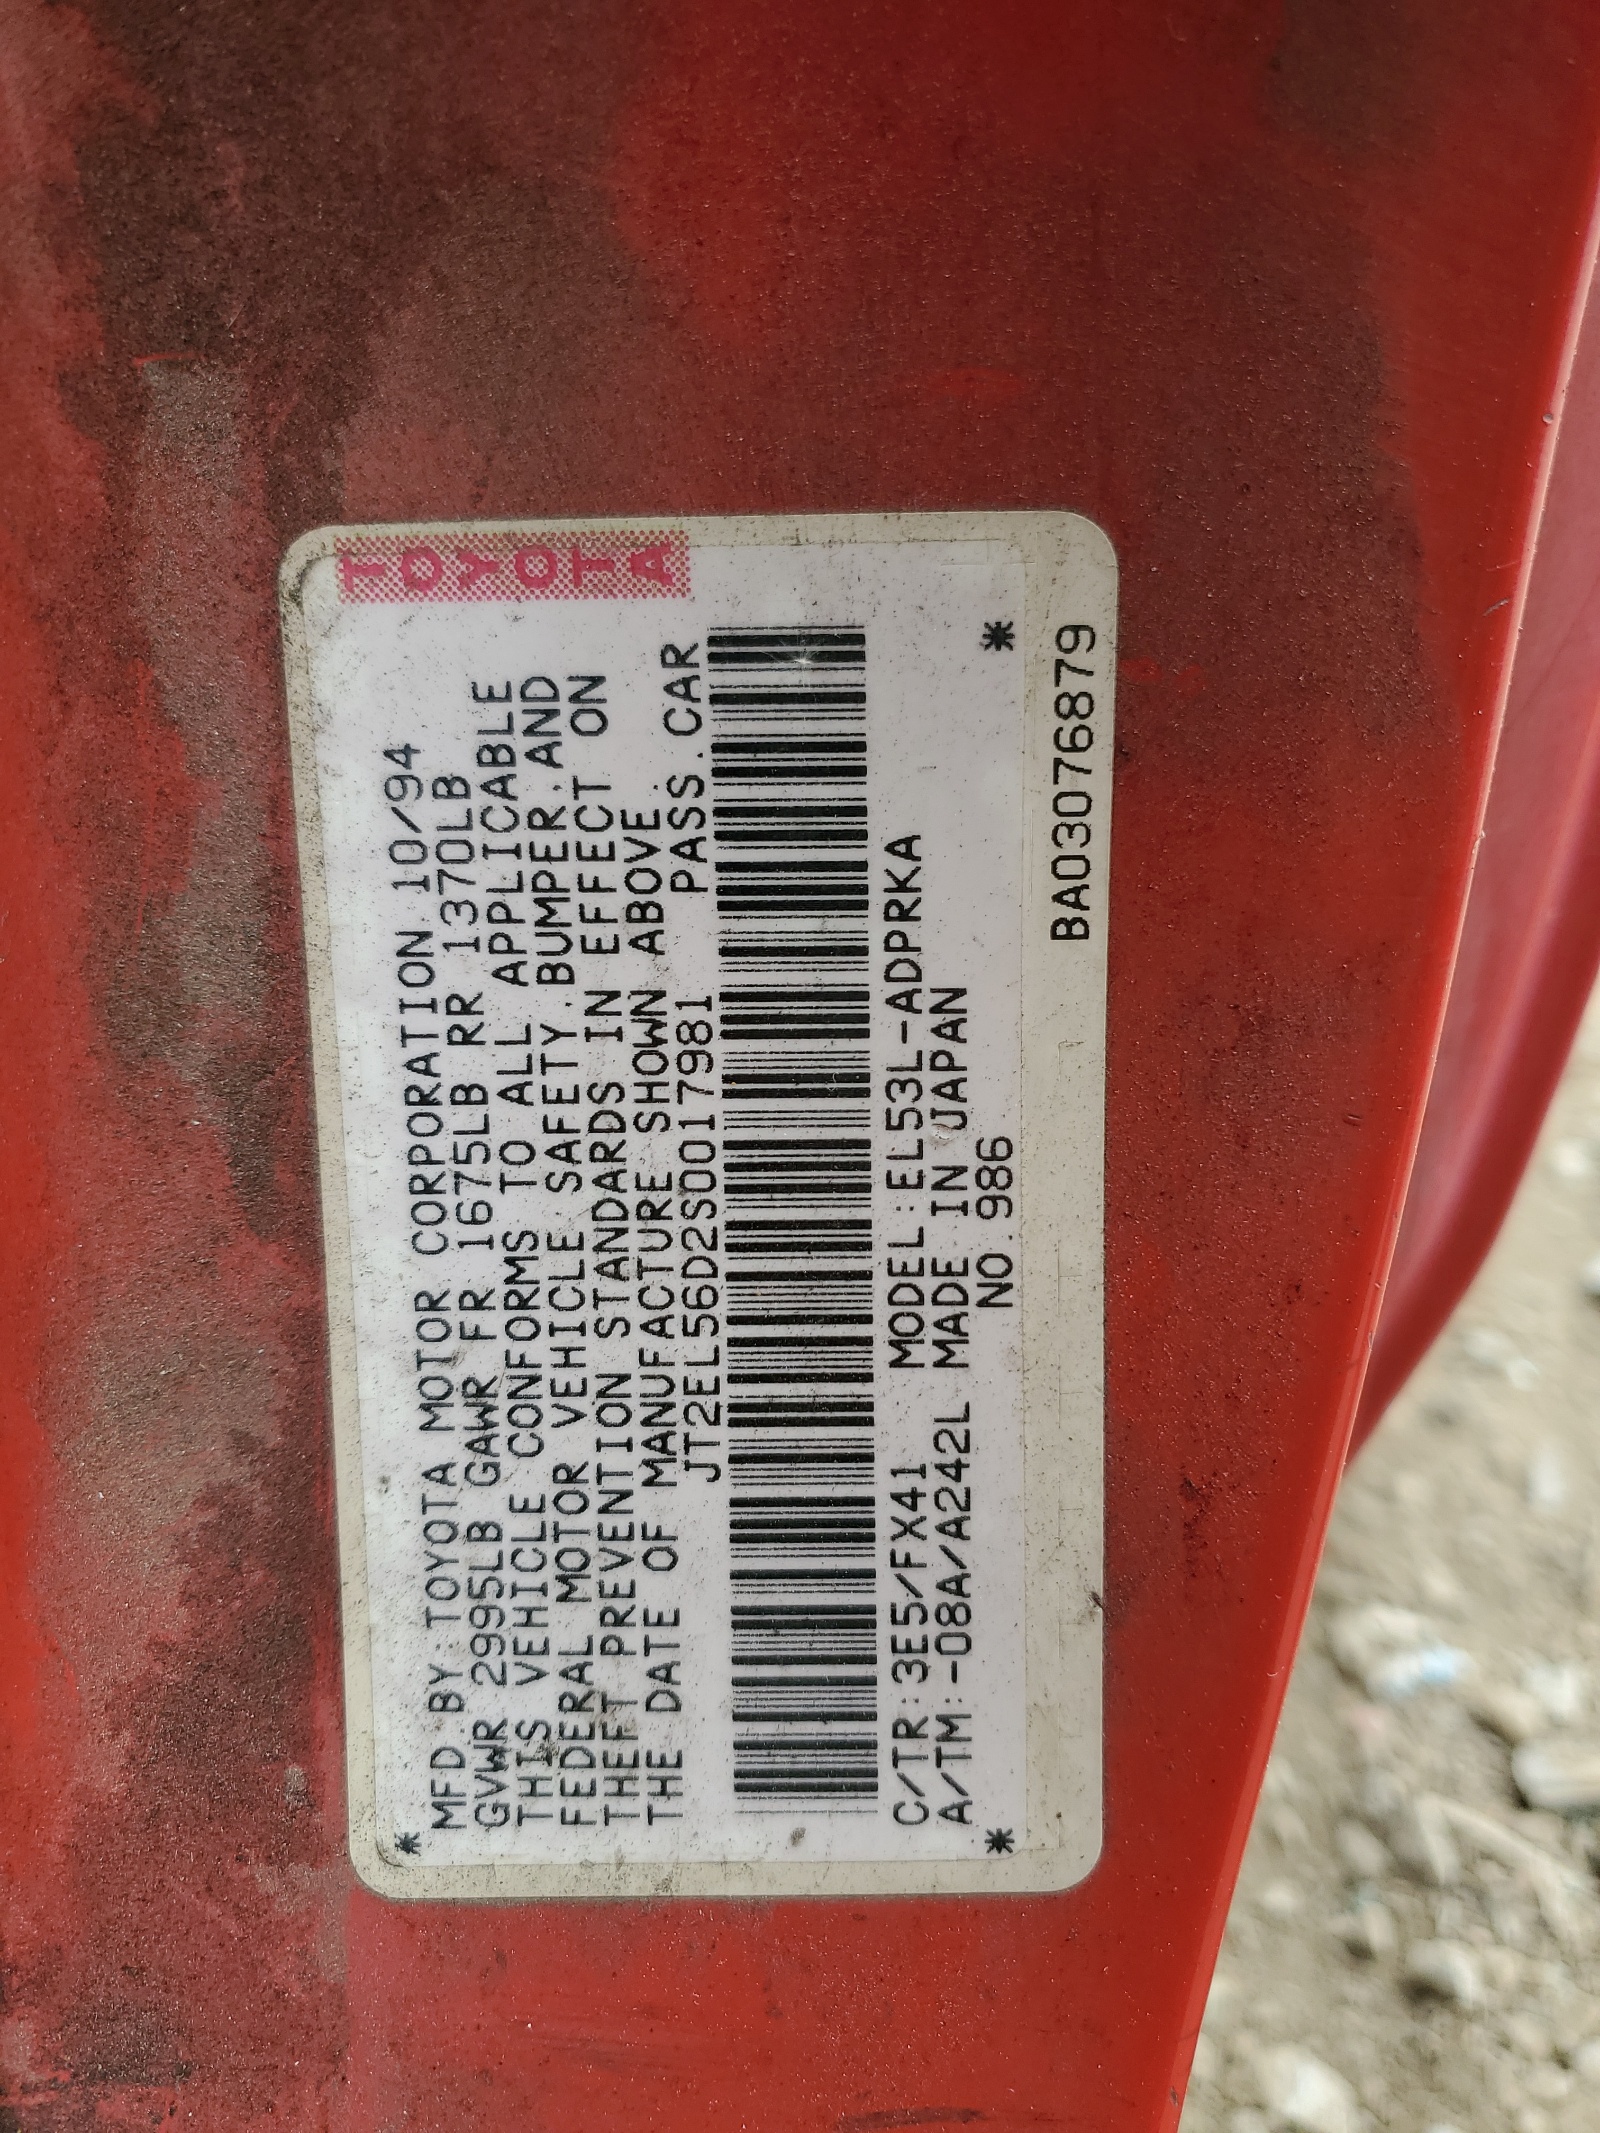 TOYOTA
MFD BY:TOYOTA MOTOR CORPORATION 10/94
GVWR 2995LB GAWR FR 1675LB RR 1370LB
THIS VEHICLE CONFORMS TO ALL APPLICABLE
FEDERAL MOTOR VEHICLE SAFETY, BUMPER, AND
THEFT PREVENTION STANDARDS IN EFFECT ON
THE DATE OF MANUFACTURE SHOWN ABOVE.
JT2EL56D2S0017981 PASS.CAR
C/TR:3E5/FX41 MODEL:EL53L-ADPRKA
A/TM:-08A/A242L MADE IN JAPAN
NO.986
BA03076879